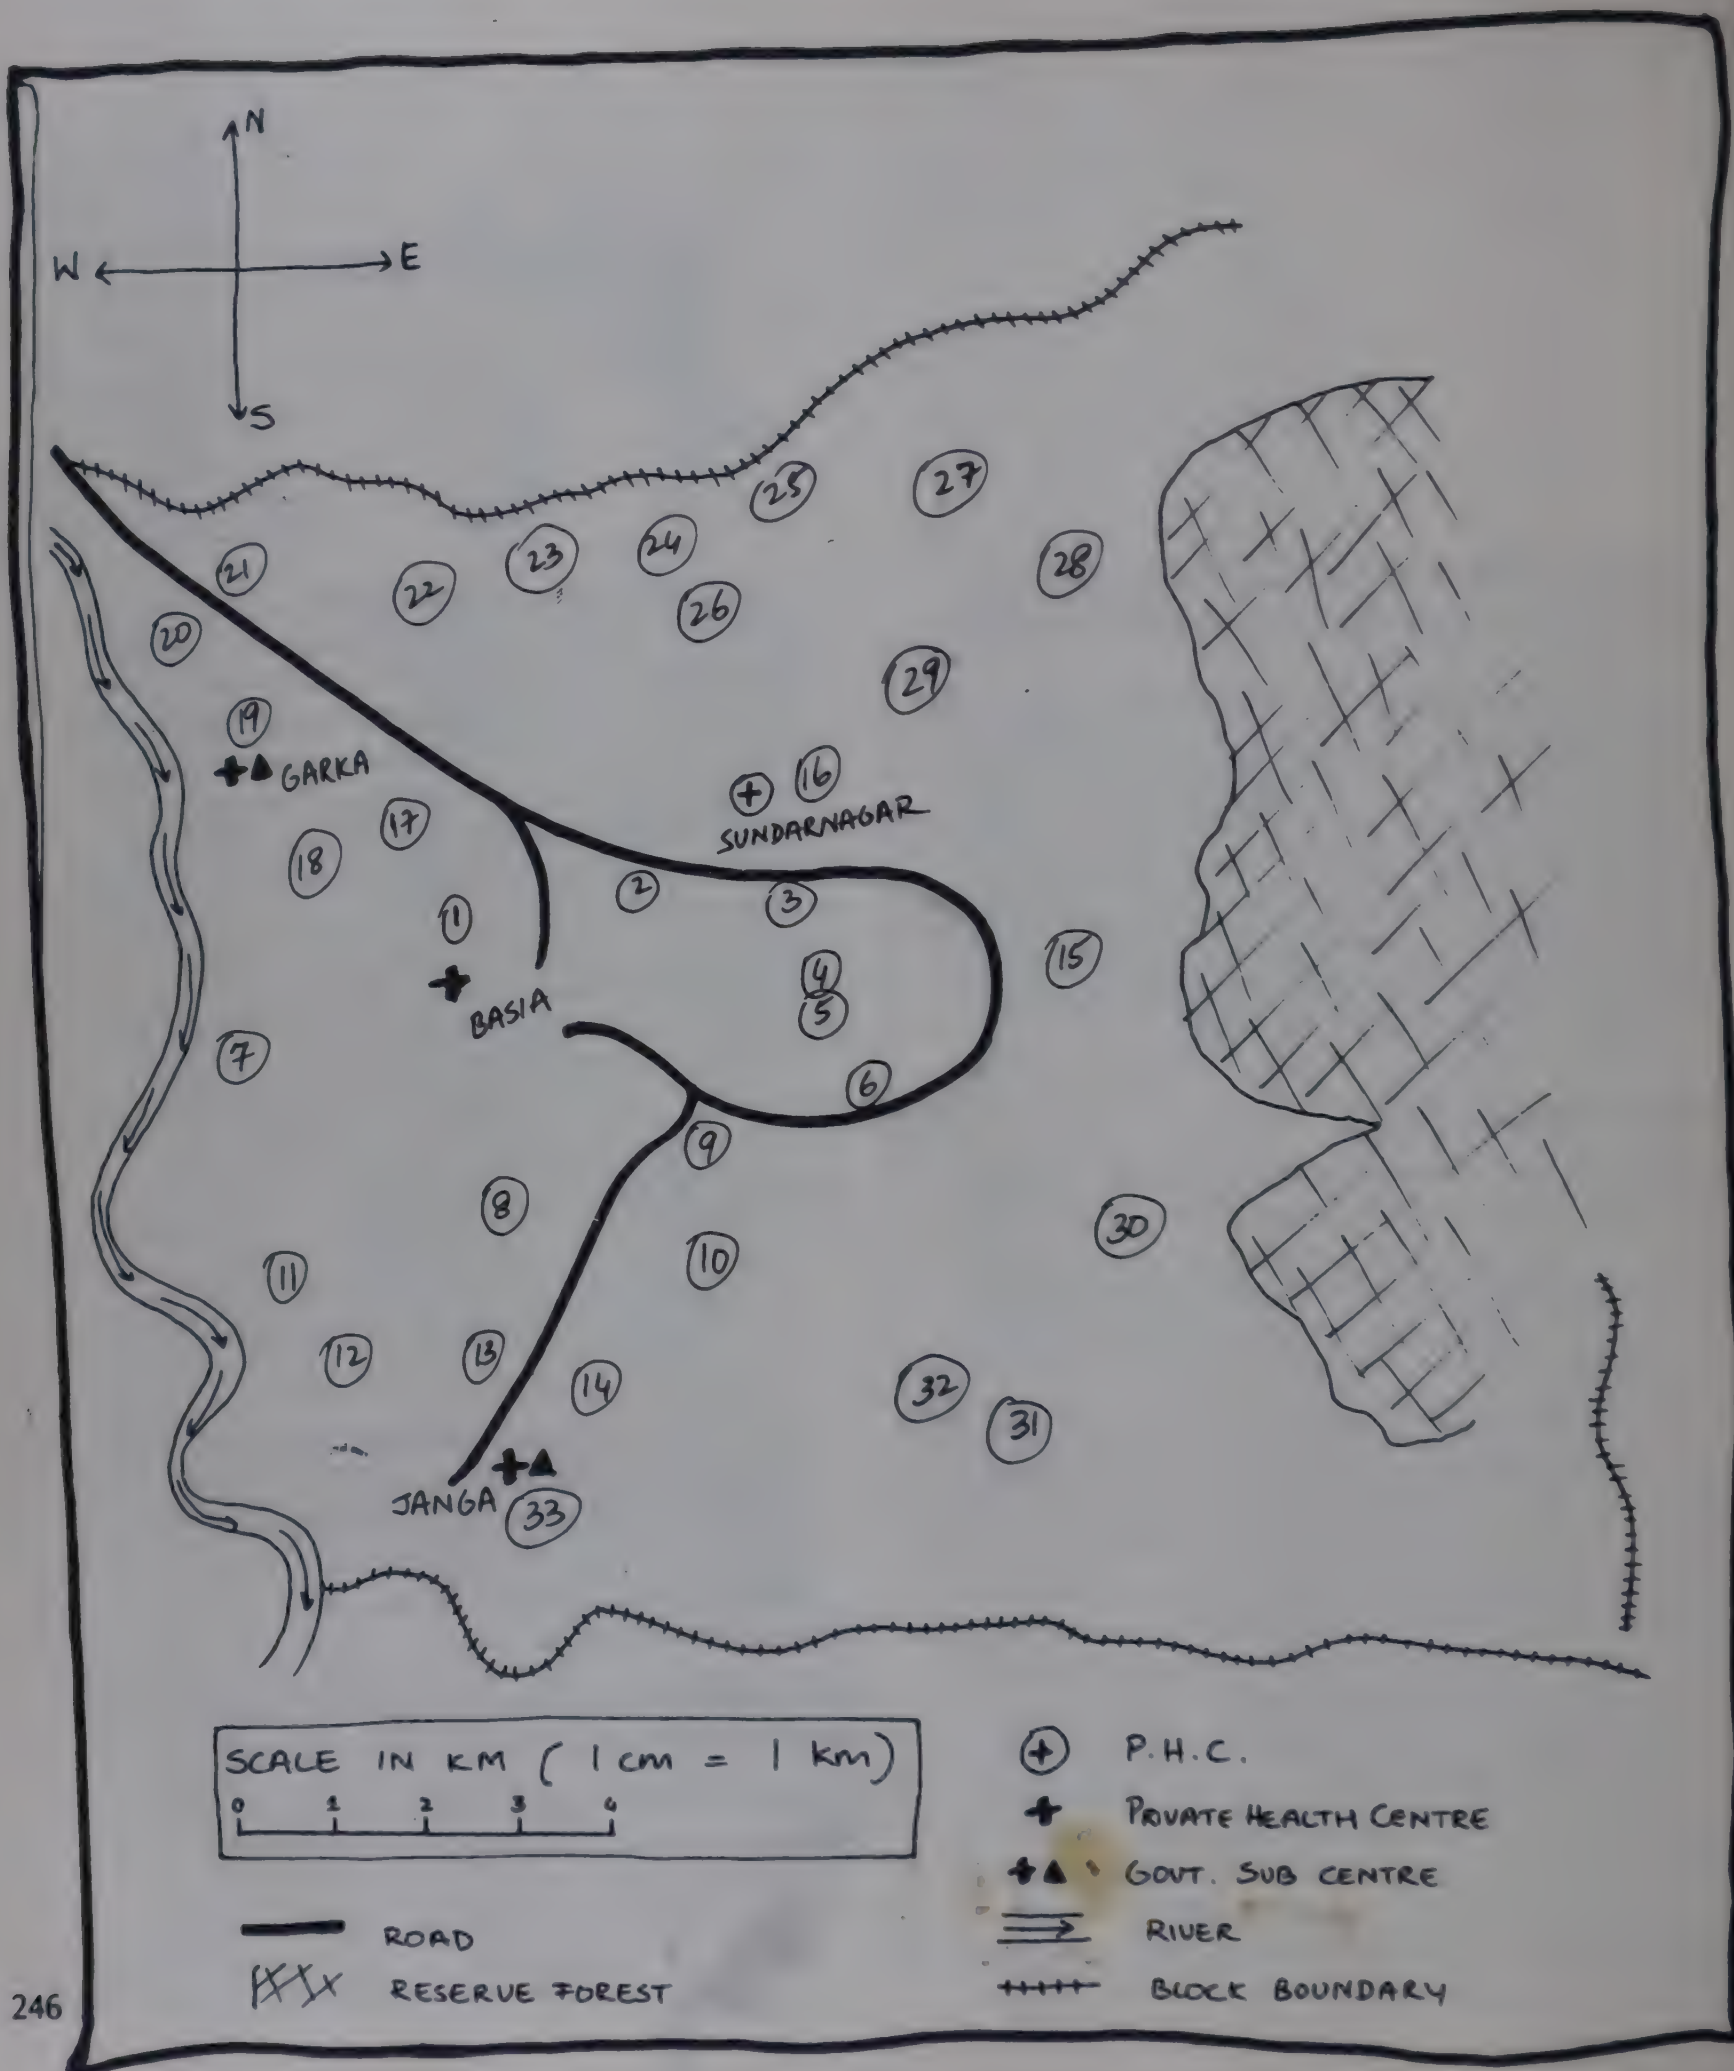 N
W E
S
25 27
23 24 28
21 22
26
20
29
19
GARKA
16
SUNDARNAGAR
17
18
2
3
1
15
4
BASIA
5
7
6
9
8
30
10
11
12 13
14 32
31
JANGA
33
SCALE IN KM ( 1 cm = 1 km )
0 1 2 3 4
P.H.C.
PRIVATE HEALTH CENTRE
GOVT. SUB CENTRE
ROAD
RIVER
RESERVE FOREST
BLOCK BOUNDARY
246